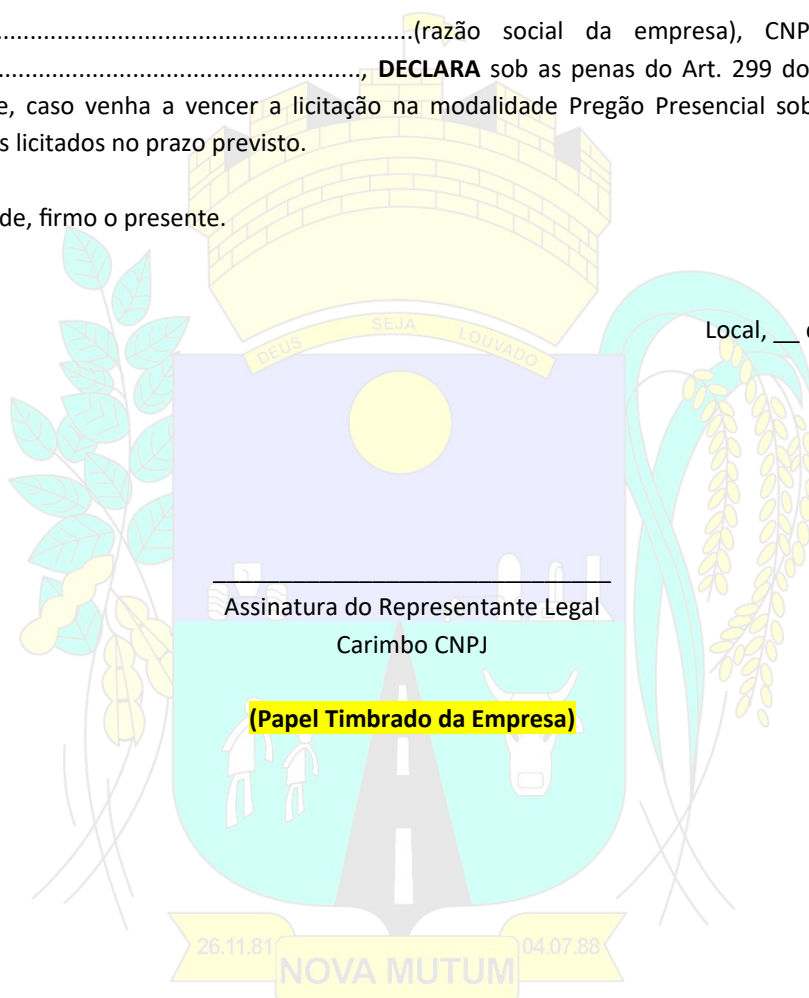 ..............................................................(razão social da empresa), CNP
......................................................, DECLARA sob as penas do Art. 299 do
e, caso venha a vencer a licitação na modalidade Pregão Presencial sob
s licitados no prazo previsto.
de, firmo o presente.
DEUS SEJA LOUVADO
Local, __
_________________________________
Assinatura do Representante Legal
Carimbo CNPJ
(Papel Timbrado da Empresa)
26.11.81 04.07.88
NOVA MUTUM